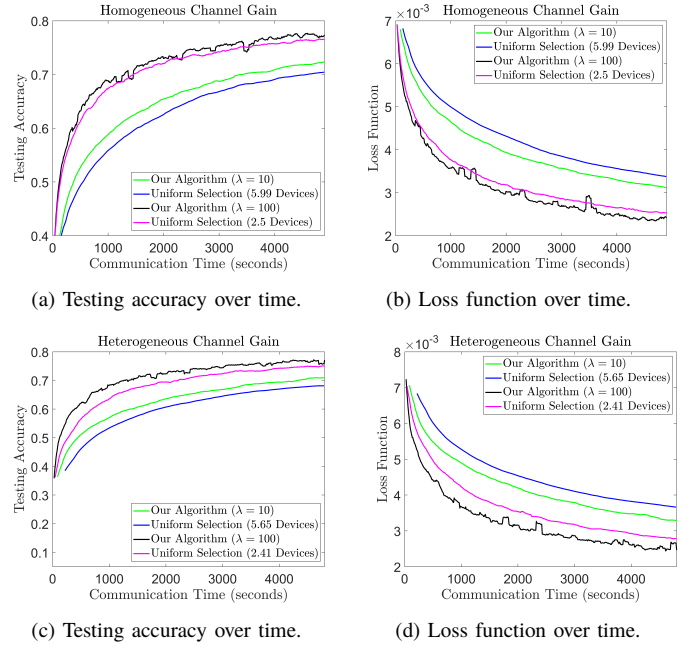 Homogeneous Channel Gain
Testing Accuracy
0.8
0.7
0.6
0.5
0.4
Our Algorithm (λ = 10)
Uniform Selection (5.99 Devices)
Our Algorithm (λ = 100)
Uniform Selection (2.5 Devices)
0 1000 2000 3000 4000
Communication Time (seconds)
(a) Testing accuracy over time.
Homogeneous Channel Gain
×10⁻³
Loss Function
7
6
5
4
3
2
Our Algorithm (λ = 10)
Uniform Selection (5.99 Devices)
Our Algorithm (λ = 100)
Uniform Selection (2.5 Devices)
0 1000 2000 3000 4000
Communication Time (seconds)
(b) Loss function over time.
Heterogeneous Channel Gain
Testing Accuracy
0.8
0.7
0.6
0.5
0.4
0.3
0.2
0.1
Our Algorithm (λ = 10)
Uniform Selection (5.65 Devices)
Our Algorithm (λ = 100)
Uniform Selection (2.41 Devices)
0 1000 2000 3000 4000
Communication Time (seconds)
(c) Testing accuracy over time.
Heterogeneous Channel Gain
×10⁻³
Loss Function
8
7
6
5
4
3
2
Our Algorithm (λ = 10)
Uniform Selection (5.65 Devices)
Our Algorithm (λ = 100)
Uniform Selection (2.41 Devices)
0 1000 2000 3000 4000
Communication Time (seconds)
(d) Loss function over time.